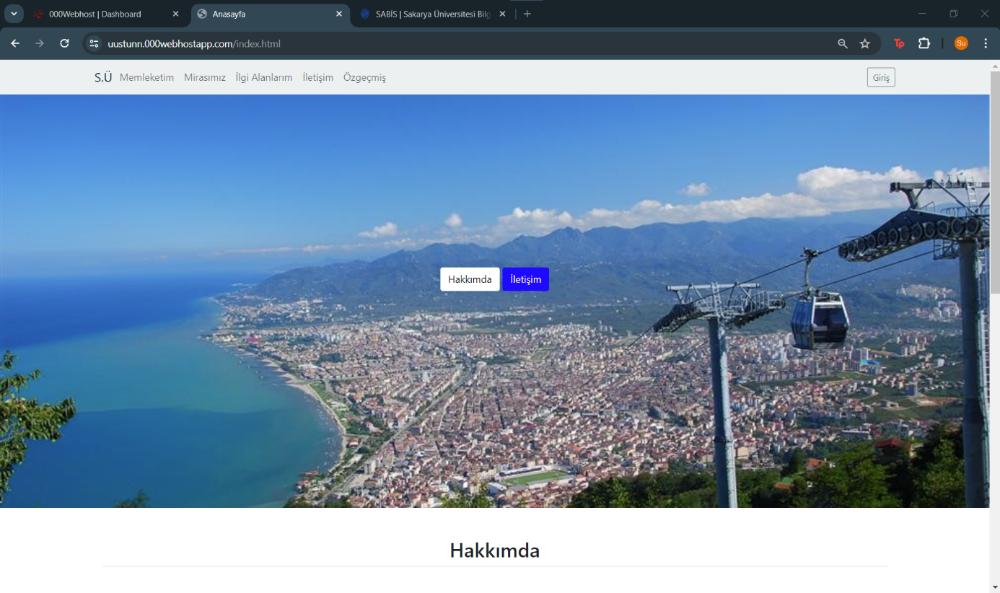 000Webhost | Dashboard
Anasayfa
SABİS | Sakarya Üniversitesi Bilg
uustunn.000webhostapp.com/index.html
Tp
Su
S.Ü Memleketim Mirasımız İlgi Alanlarım İletişim Özgeçmiş
Giriş
Hakkımda
İletişim
Hakkımda